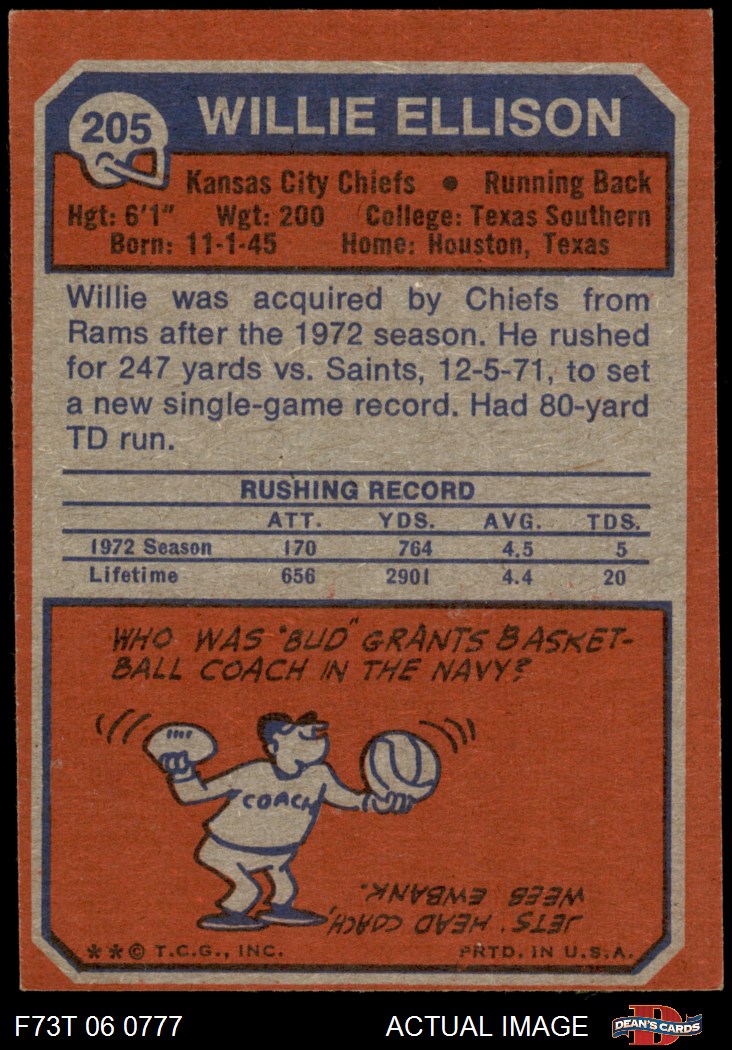 205
WILLIE ELLISON
Kansas City Chiefs • Running Back
Hgt: 6'1" Wgt: 200 College: Texas Southern
Born: 11-1-45 Home: Houston, Texas
Willie was acquired by Chiefs from
Rams after the 1972 season. He rushed
for 247 yards vs. Saints, 12-5-71, to set
a new single-game record. Had 80-yard
TD run.
RUSHING RECORD
ATT. YDS. AVG. TDS.
1972 Season 170 764 4.5 5
Lifetime 656 2901 4.4 20
WHO WAS "BUD" GRANTS BASKET-
BALL COACH IN THE NAVY?
COACH
JETS' HEAD COACH,
WEEB EWBANK.
**© T.C.G., INC. PRTD. IN U.S.A.
F73T 06 0777 ACTUAL IMAGE D DEAN'S CARDS